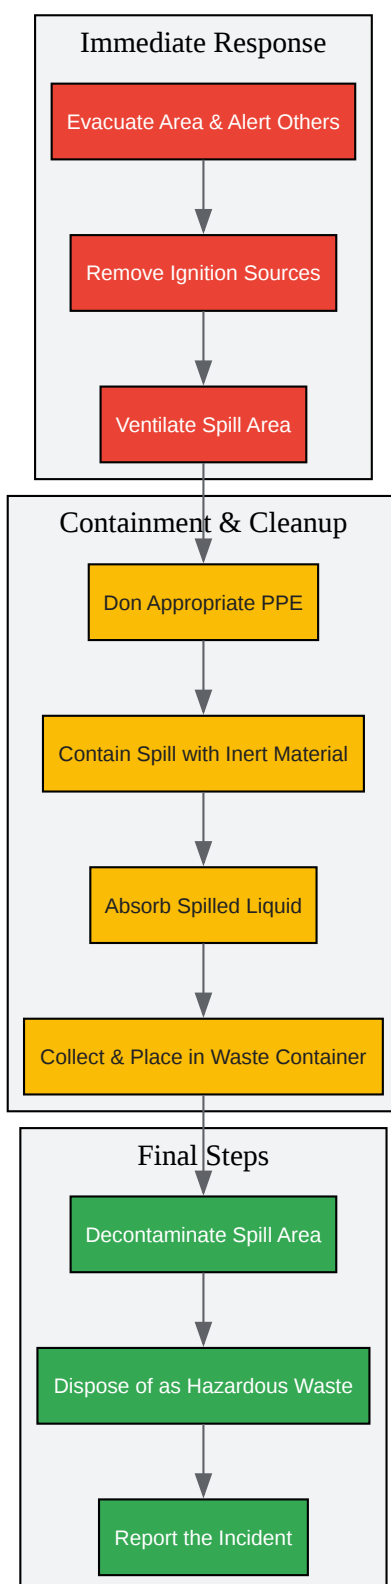 Immediate Response
Evacuate Area & Alert Others
Remove Ignition Sources
Ventilate Spill Area
Containment & Cleanup
Don Appropriate PPE
Contain Spill with Inert Material
Absorb Spilled Liquid
Collect & Place in Waste Container
Final Steps
Decontaminate Spill Area
Dispose of as Hazardous Waste
Report the Incident